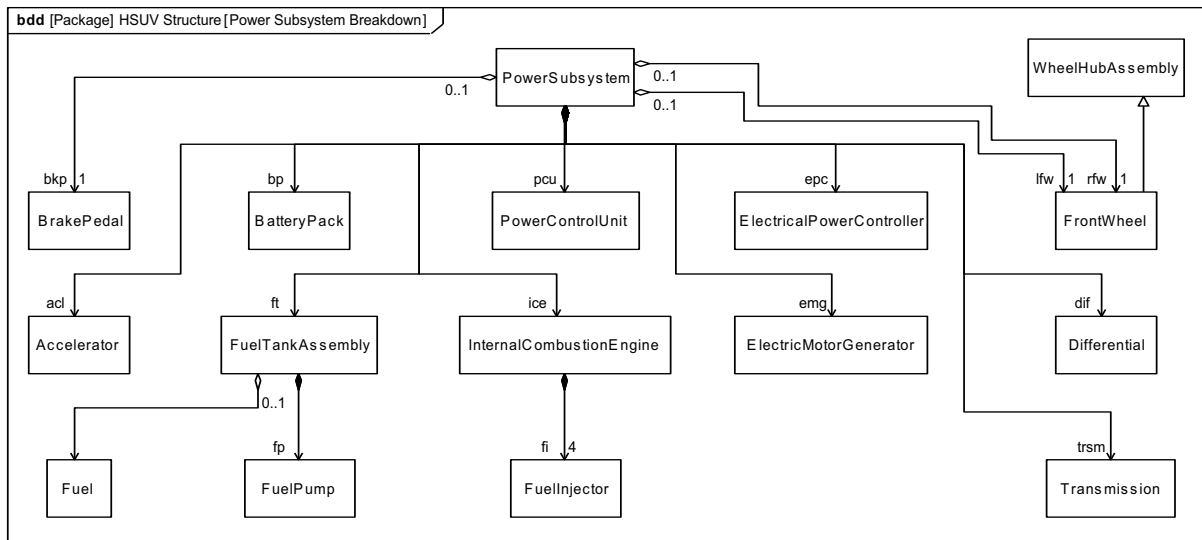 bdd [Package] HSUV Structure [Power Subsystem Breakdown]
PowerSubsystem
WheelHubAssembly
0..1
0..1
0..1
bkp 1
bp
pcu
epc
lfw 1
rfw 1
BrakePedal
BatteryPack
PowerControlUnit
ElectricalPowerController
FrontWheel
acl
ft
ice
emg
dif
Accelerator
FuelTankAssembly
InternalCombustionEngine
ElectricMotorGenerator
Differential
0..1
fp
fi 4
trsm
Fuel
FuelPump
FuelInjector
Transmission